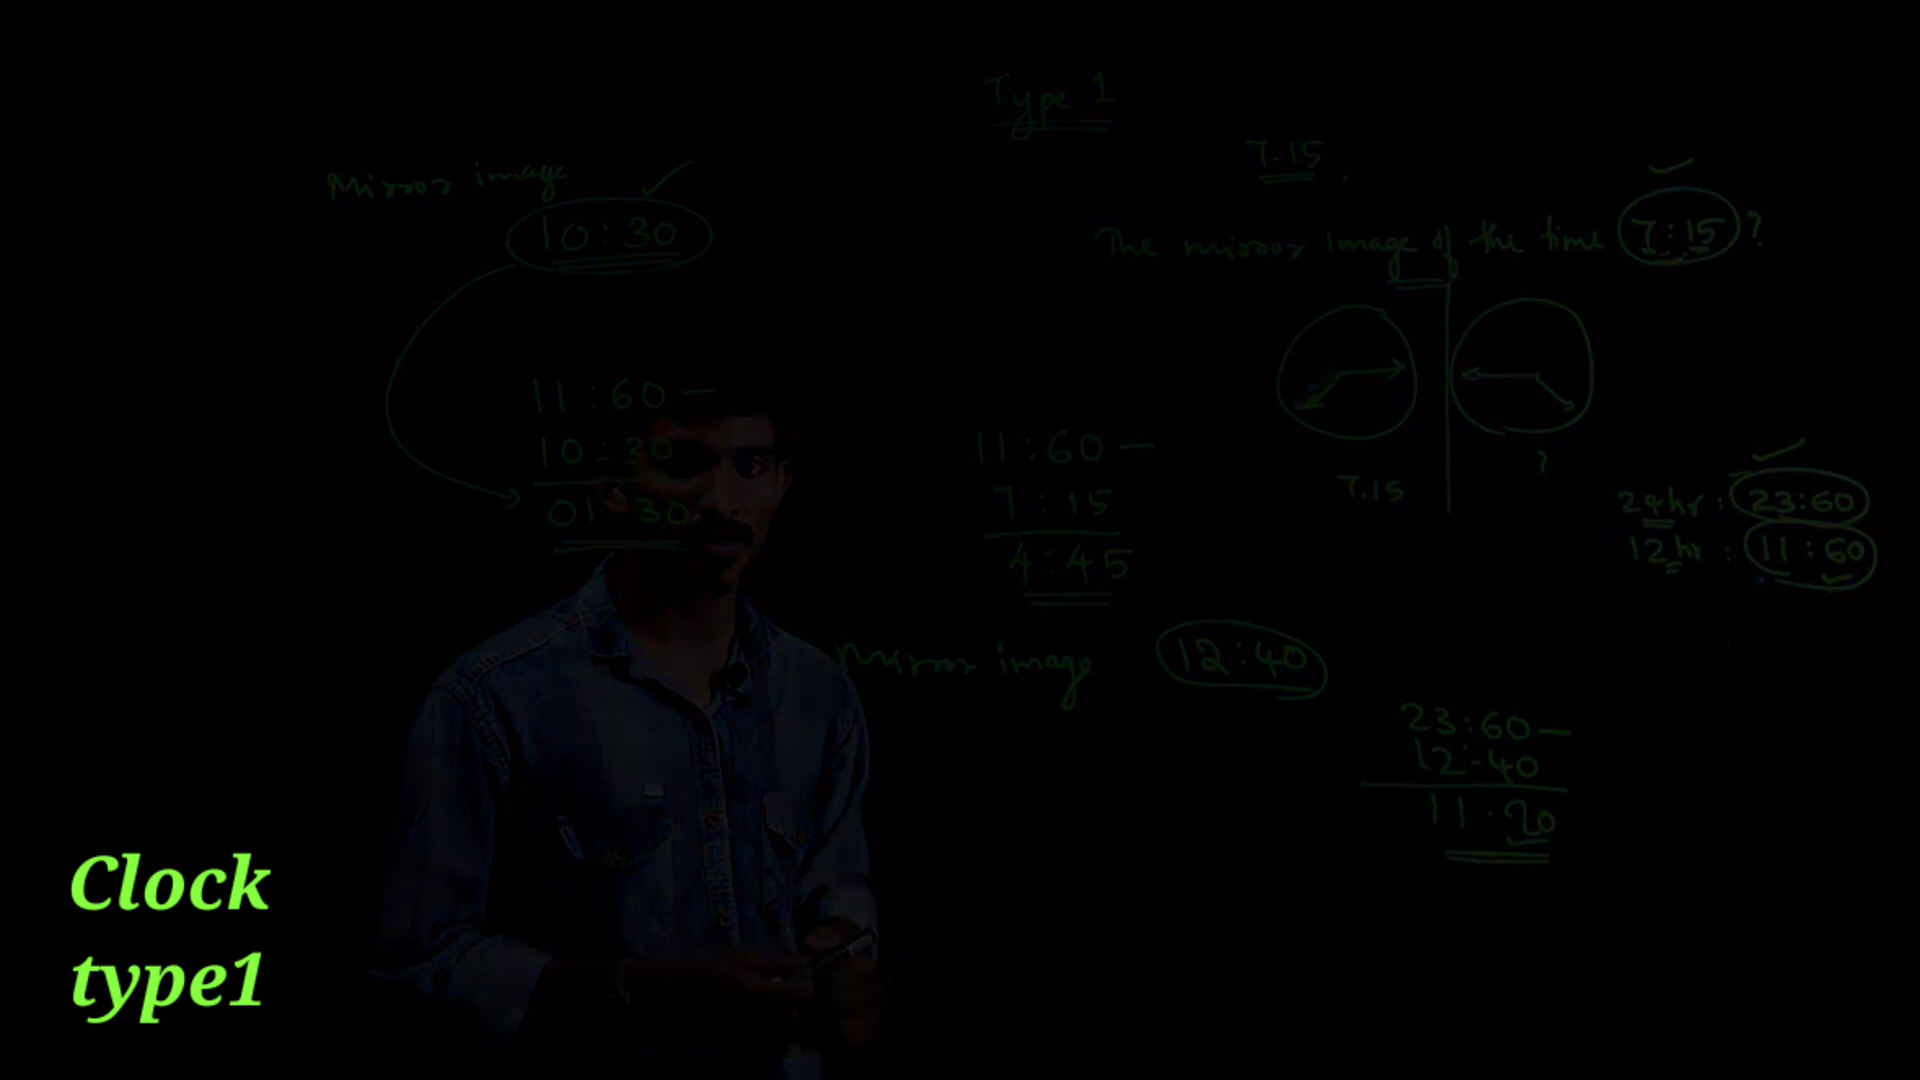 Type 1
Mirror image
10:30
11:60 -
10:30
01:30
7.15
The mirror image of the time 7:15 ?
7.15
?
11:60 -
7:15
4:45
24hr : 23:60
12hr : 11:60
Mirror image 12:40
23:60 -
12:40
11.20
Clock
type1